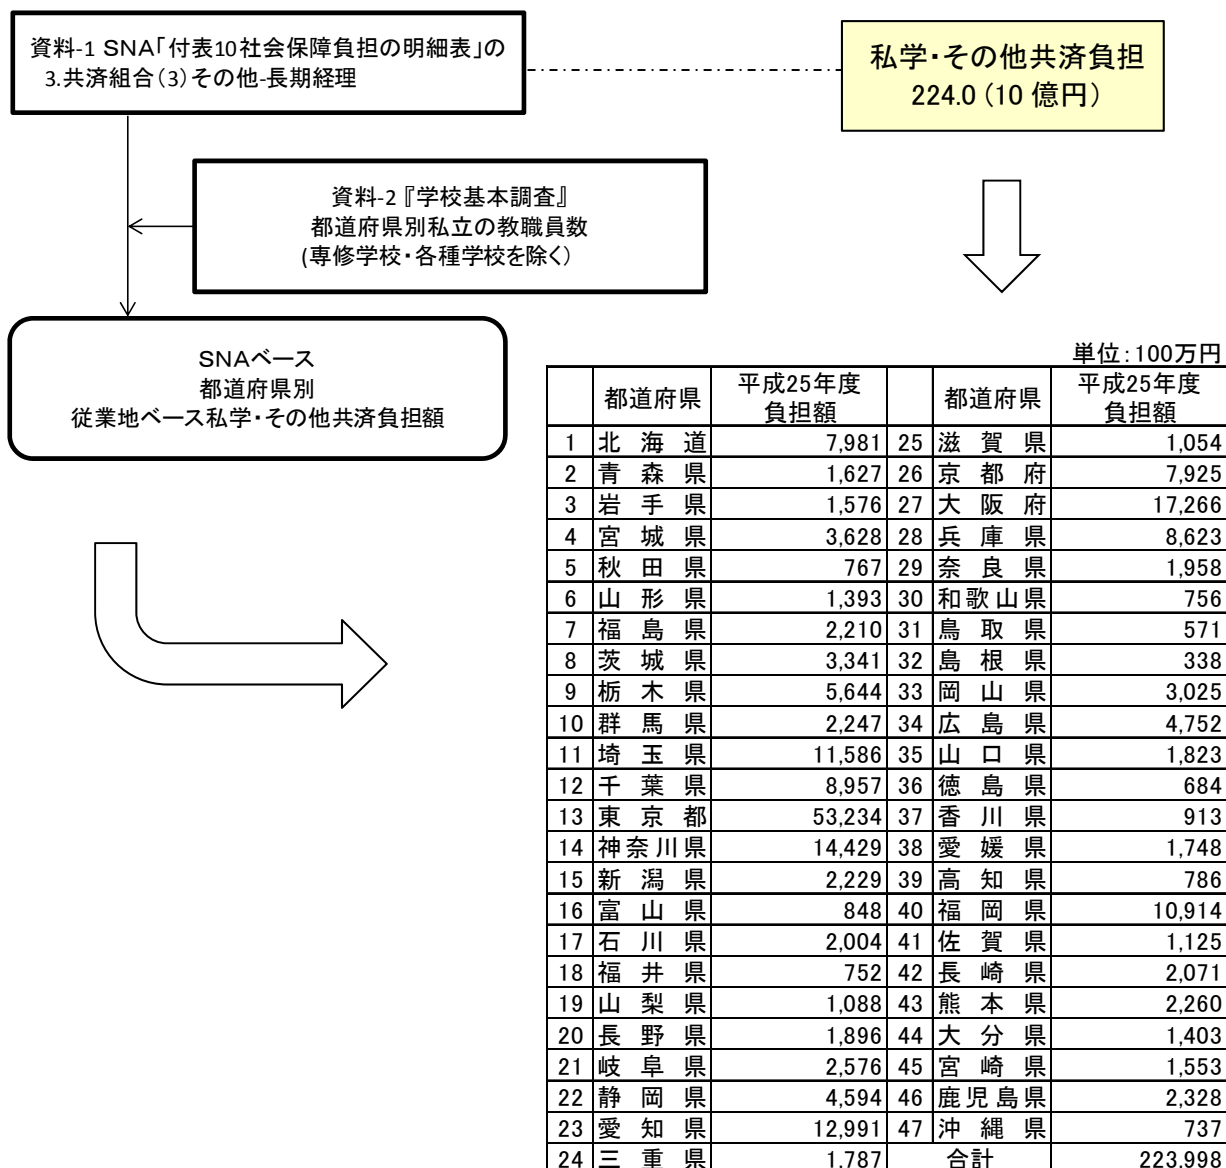 資料-1 SNA「付表10社会保障負担の明細表」の
3.共済組合(3)その他-長期経理
私学・その他共済負担
224.0 (10 億円)
資料-2『学校基本調査』
都道府県別私立の教職員数
(専修学校・各種学校を除く)
SNAベース
都道府県別
従業地ベース私学・その他共済負担額
単位:100万円
都道府県 平成25年度 負担額 都道府県 平成25年度 負担額
1 北海道 7,981 25 滋賀県 1,054
2 青森県 1,627 26 京都府 7,925
3 岩手県 1,576 27 大阪府 17,266
4 宮城県 3,628 28 兵庫県 8,623
5 秋田県 767 29 奈良県 1,958
6 山形県 1,393 30 和歌山県 756
7 福島県 2,210 31 鳥取県 571
8 茨城県 3,341 32 島根県 338
9 栃木県 5,644 33 岡山県 3,025
10 群馬県 2,247 34 広島県 4,752
11 埼玉県 11,586 35 山口県 1,823
12 千葉県 8,957 36 徳島県 684
13 東京都 53,234 37 香川県 913
14 神奈川県 14,429 38 愛媛県 1,748
15 新潟県 2,229 39 高知県 786
16 富山県 848 40 福岡県 10,914
17 石川県 2,004 41 佐賀県 1,125
18 福井県 752 42 長崎県 2,071
19 山梨県 1,088 43 熊本県 2,260
20 長野県 1,896 44 大分県 1,403
21 岐阜県 2,576 45 宮崎県 1,553
22 静岡県 4,594 46 鹿児島県 2,328
23 愛知県 12,991 47 沖縄県 737
24 三重県 1,787 合計 223,998